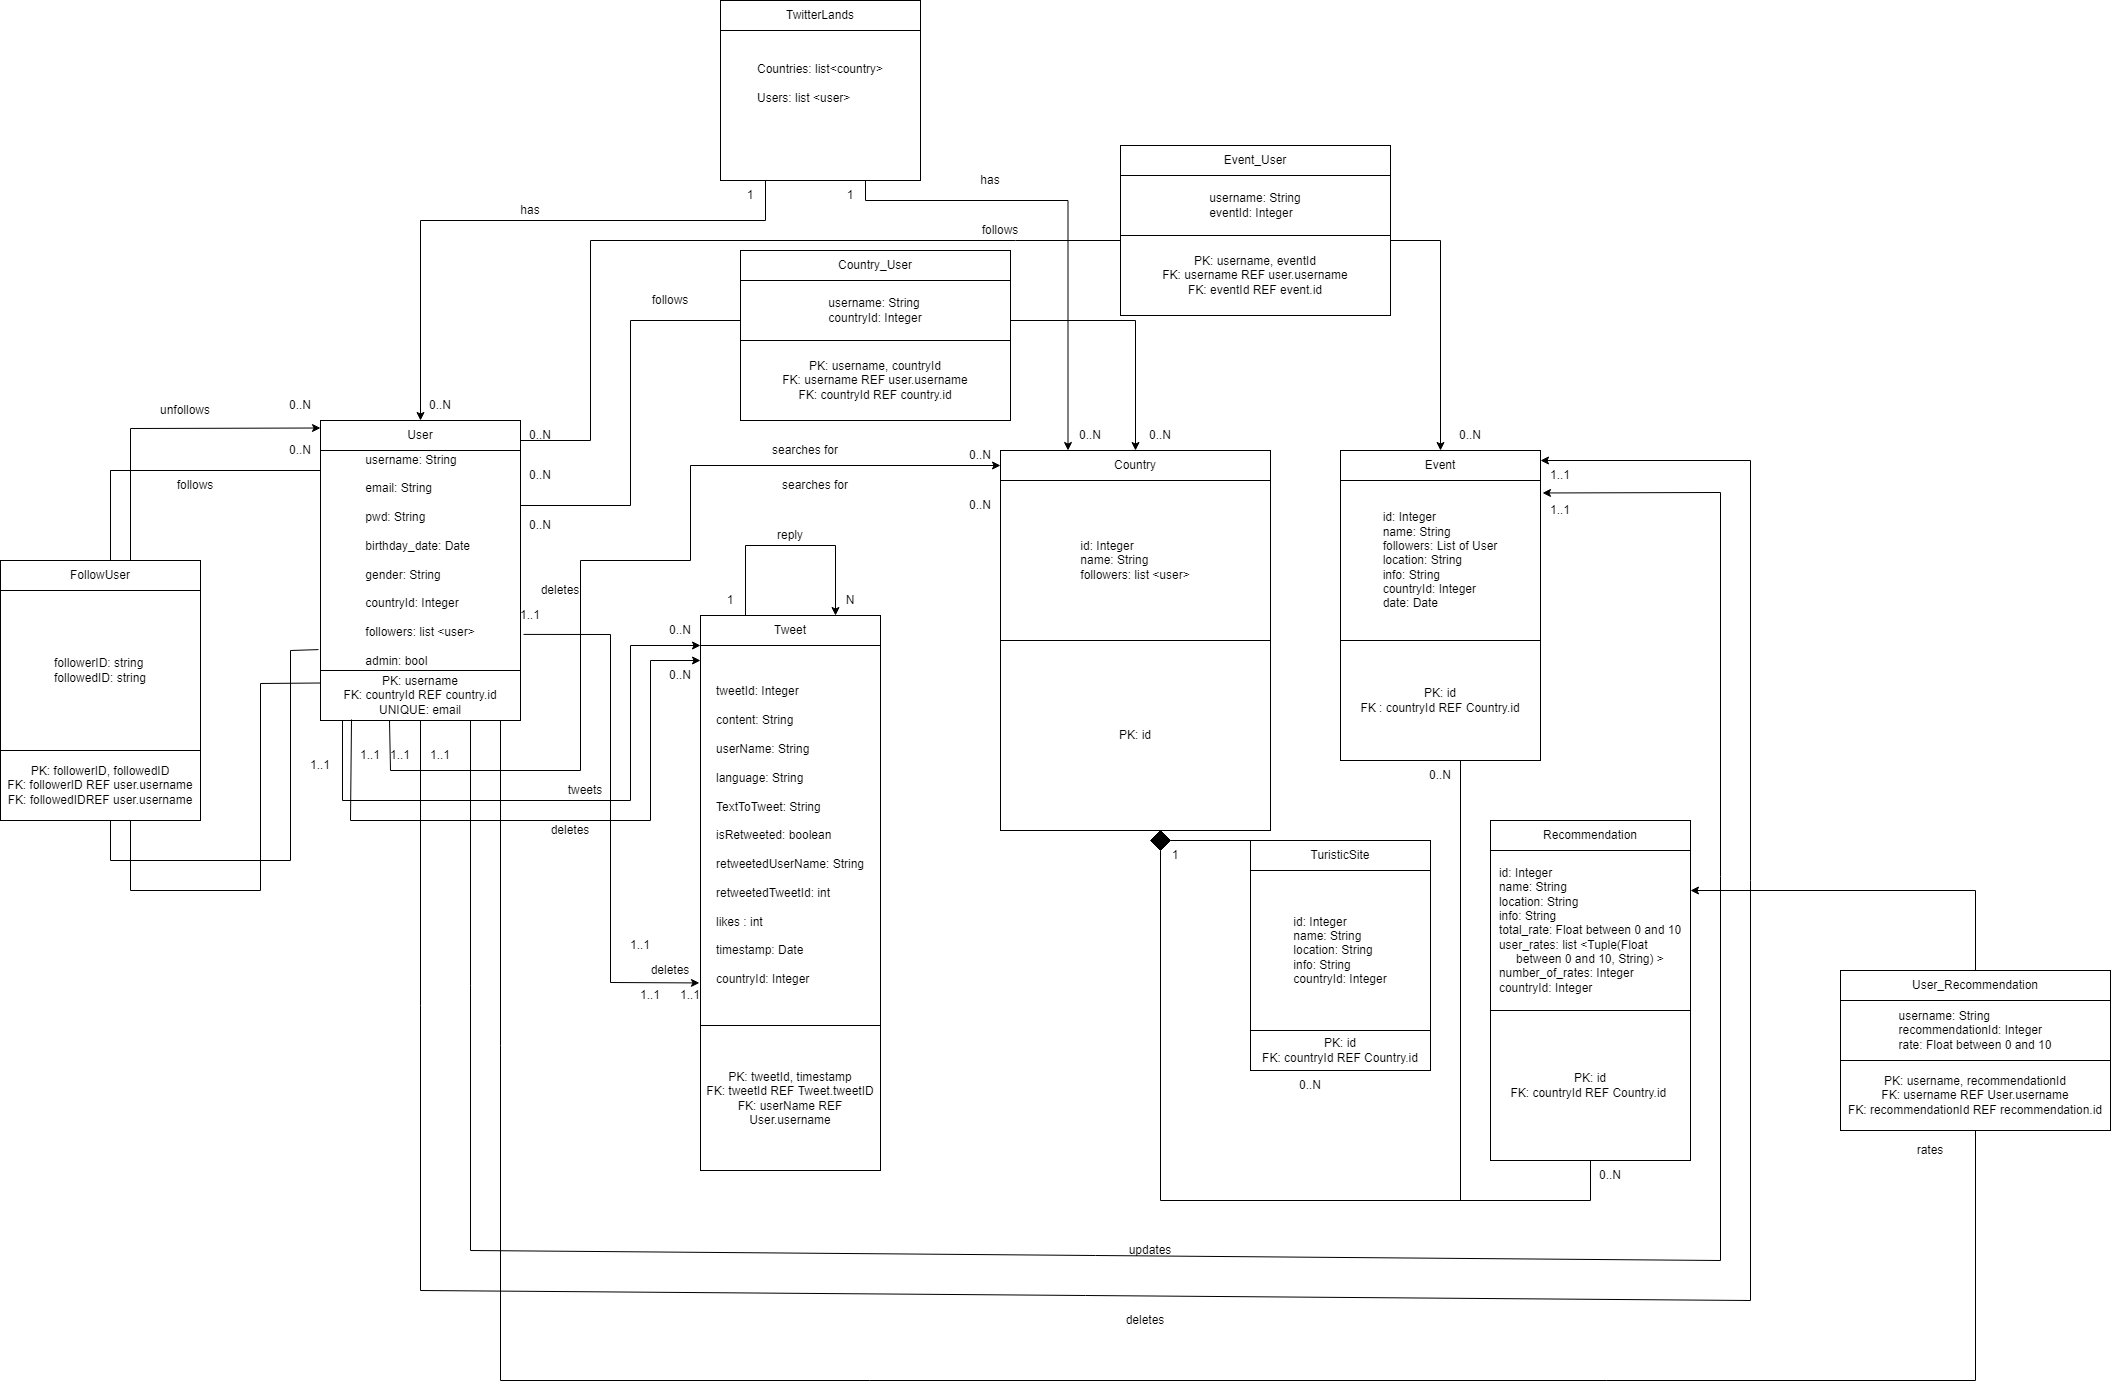 TwitterLands
Countries: list<country>
Users: list <user>
1
1
has
has
Event_User
username: String
eventId: Integer
PK: username, eventId
FK: username REF user.username
FK: eventId REF event.id
follows
Country_User
username: String
countryId: Integer
PK: username, countryId
FK: username REF user.username
FK: countryId REF country.id
follows
unfollows
0..N
0..N
0..N
follows
User
username: String
email: String
pwd: String
birthday_date: Date
gender: String
countryId: Integer
followers: list <user>
admin: bool
PK: username
FK: countryId REF country.id
UNIQUE: email
0..N
0..N
0..N
deletes
1..1
1..1
1..1
1..1
1..1
tweets
deletes
FollowUser
followerID: string
followedID: string
PK: followerID, followedID
FK: followerID REF user.username
FK: followedIDREF user.username
searches for
searches for
0..N
0..N
0..N
0..N
0..N
reply
1
N
0..N
0..N
Tweet
tweetId: Integer
content: String
userName: String
language: String
TextToTweet: String
isRetweeted: boolean
retweetedUserName: String
retweetedTweetId: int
likes : int
timestamp: Date
countryId: Integer
PK: tweetId, timestamp
FK: tweetId REF Tweet.tweetID
FK: userName REF
User.username
1..1
deletes
1..1
1..1
Country
id: Integer
name: String
followers: list <user>
PK: id
1
Event
id: Integer
name: String
followers: List of User
location: String
info: String
countryId: Integer
date: Date
PK: id
FK : countryId REF Country.id
1..1
1..1
0..N
TuristicSite
id: Integer
name: String
location: String
info: String
countryId: Integer
PK: id
FK: countryId REF Country.id
0..N
Recommendation
id: Integer
name: String
location: String
info: String
total_rate: Float between 0 and 10
user_rates: list <Tuple(Float
between 0 and 10, String) >
number_of_rates: Integer
countryId: Integer
PK: id
FK: countryId REF Country.id
0..N
User_Recommendation
username: String
recommendationId: Integer
rate: Float between 0 and 10
PK: username, recommendationId
FK: username REF User.username
FK: recommendationId REF recommendation.id
rates
updates
deletes